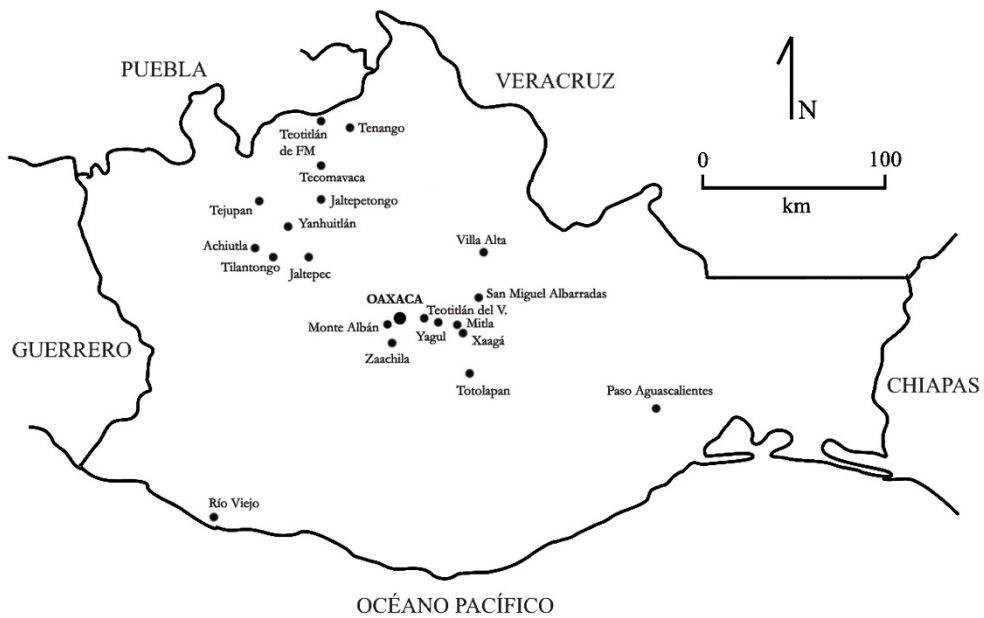 PUEBLA
VERACRUZ
N
Teotitlán
de FM
Tenango
0
100
km
Tecomavaca
Jaltepetongo
Tejupan
Yanhuitlán
Achiutla
Tilantongo
Jaltepec
Villa Alta
San Miguel Albarradas
OAXACA
Teotitlán del V.
Monte Albán
Yagul
Mitla
Xaagá
Zaachila
GUERRERO
Totolapan
Paso Aguascalientes
CHIAPAS
Río Viejo
OCÉANO PACÍFICO